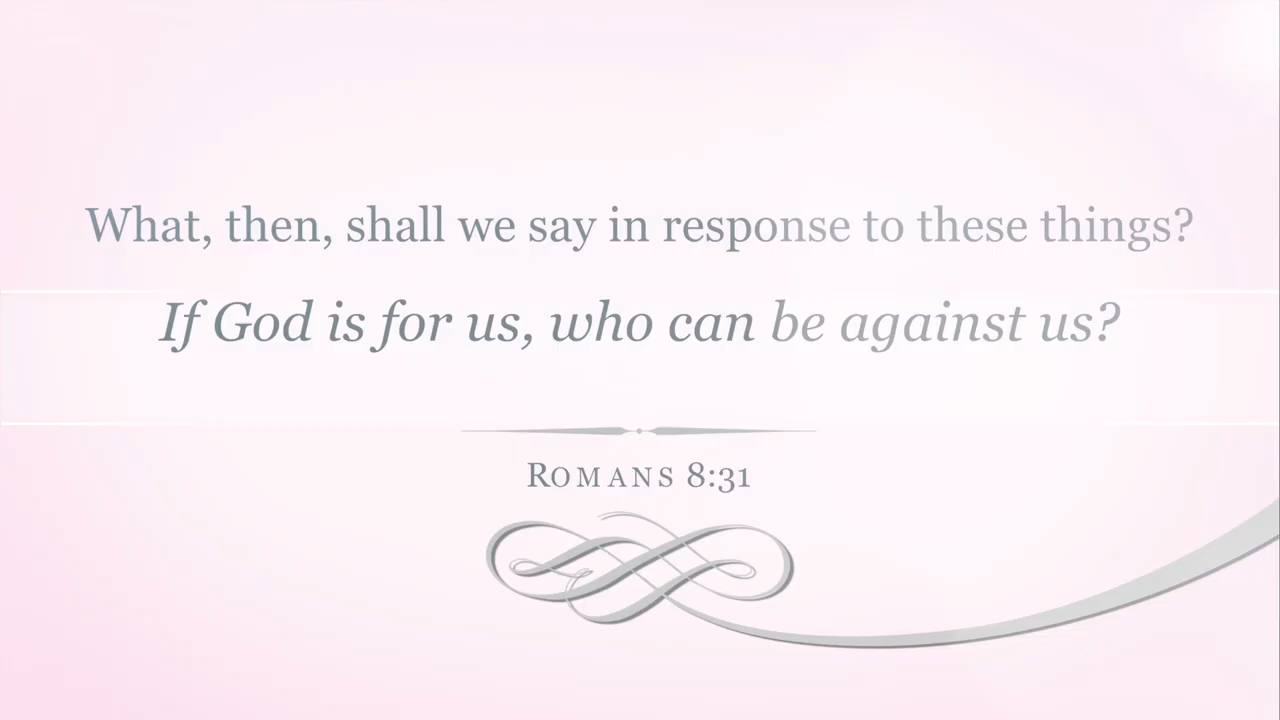 What, then, shall we say in response to these things?
If God is for us, who can be against us?
Romans 8:31